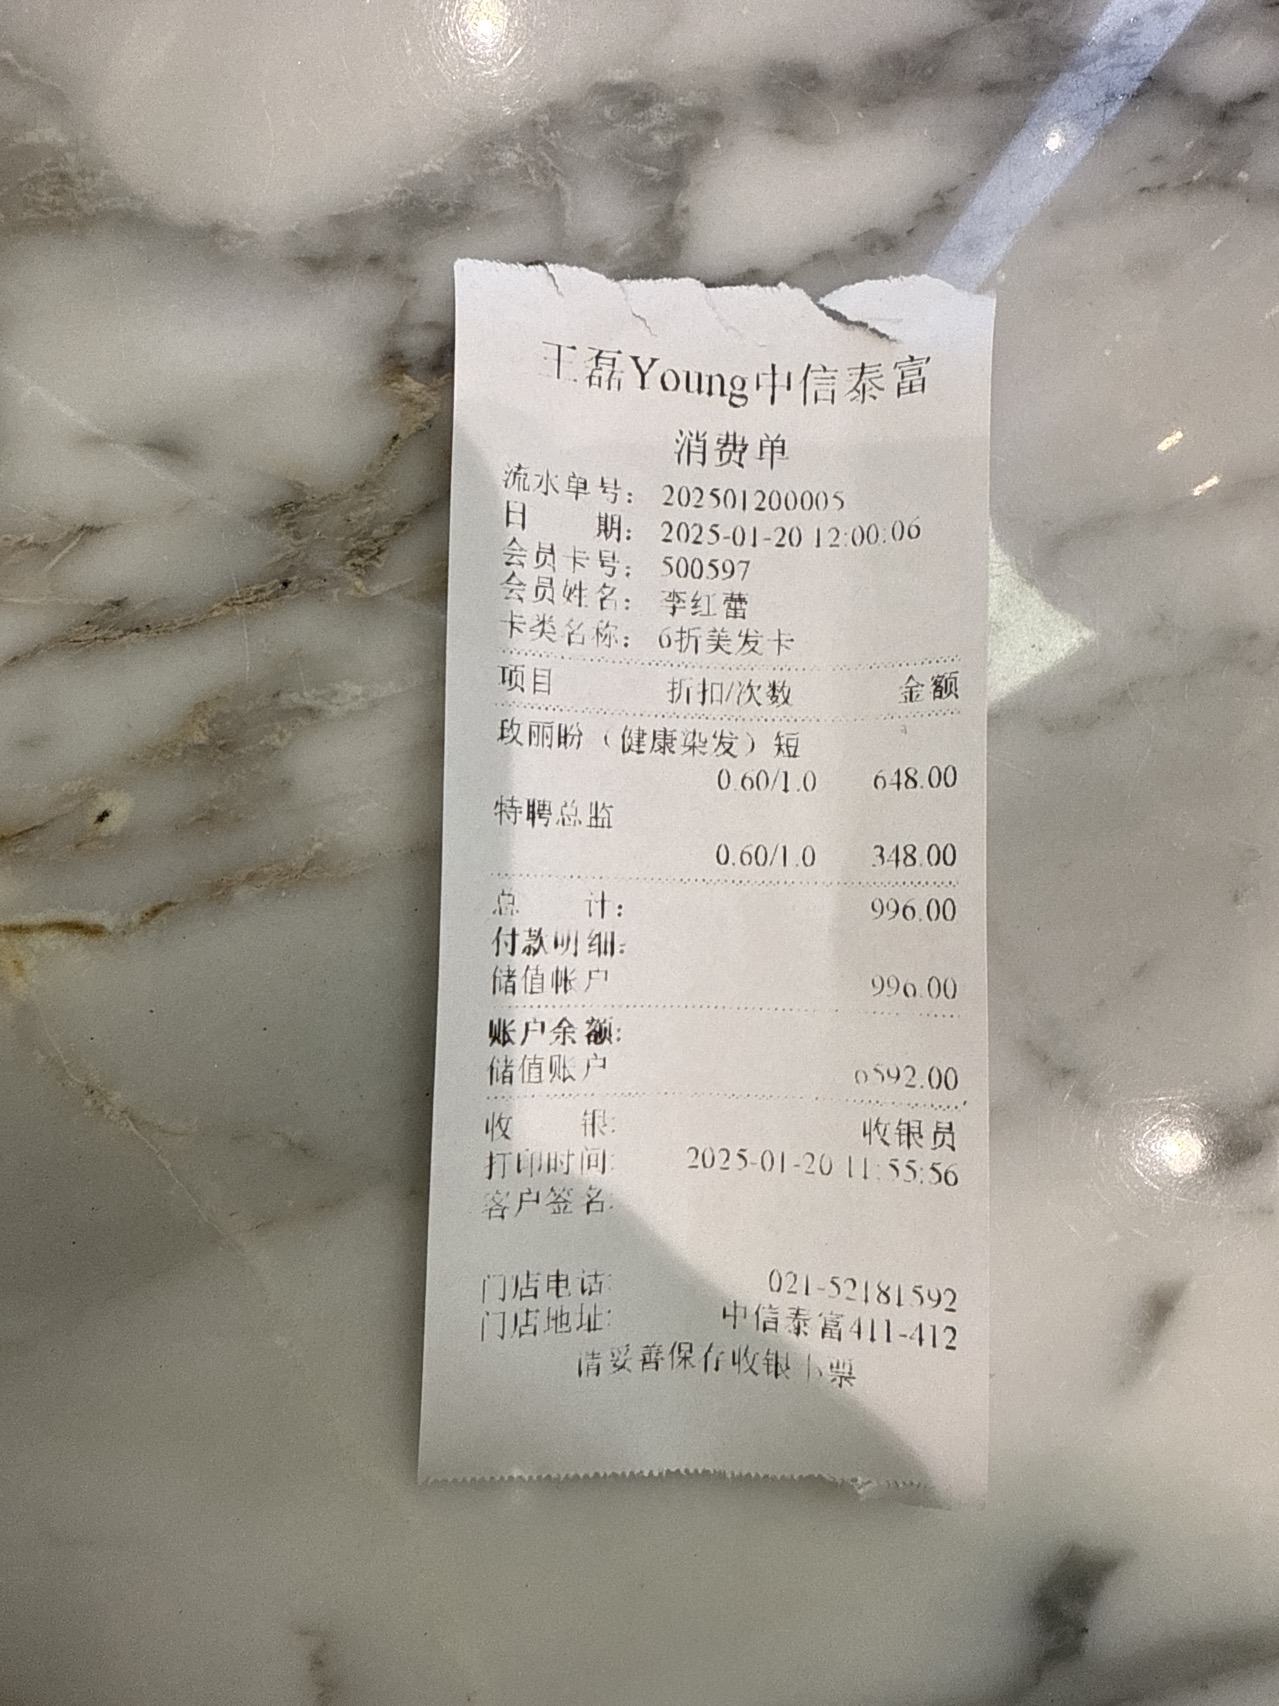 王磊Young中信泰富
消费单
流水单号: 202501200005
日 期: 2025-01-20 12:00:06
会员卡号: 500597
会员姓名: 李红蕾
卡类名称: 6折美发卡
项目 折扣/次数 金额
玫丽盼（健康染发）短
0.60/1.0 648.00
特聘总监
0.60/1.0 348.00
总 计: 996.00
付款明细:
储值帐户 996.00
账户余额:
储值账户 6592.00
收 银: 收银员
打印时间: 2025-01-20 11:55:56
客户签名:
门店电话: 021-52181592
门店地址: 中信泰富411-412
请妥善保存收银小票